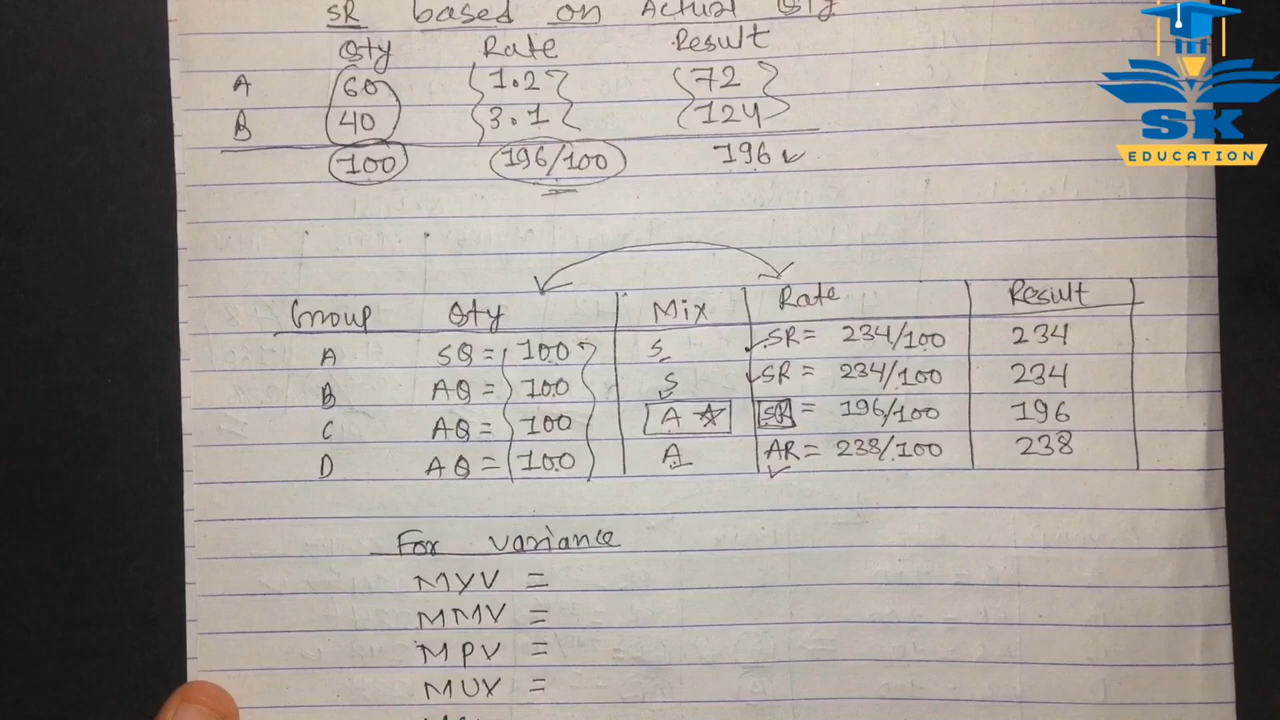 SR based on Actual Qty
Qty Rate Result
A 60 1.2 72
B 40 3.1 124
100 196/100 196
SK
EDUCATION
Group Qty Mix Rate Result
A SQ = 100 S SR = 234/100 234
B AQ = 100 S SR = 234/100 234
C AQ = 100 A SR = 196/100 196
D AQ = 100 A AR = 238/100 238
For variance
MYV =
MMV =
MPV =
MUV =